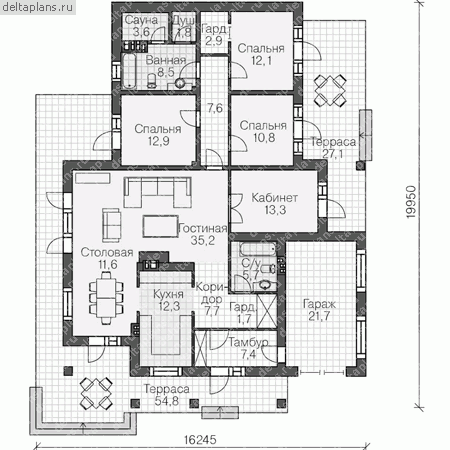 deltaplans.ru
Сауна
3,6
Душ
1,8
Гард.
2,9
Спальня
12,1
Ванная
8,5
7,6
Спальня
12,9
Спальня
10,8
Терраса
27,1
Кабинет
13,3
Гостиная
35,2
Столовая
11,6
С/у
5,7
Кори-
дор
7,7
Кухня
12,3
Гард.
1,7
Гараж
21,7
Тамбур
7,4
Терраса
54,8
19950
16245